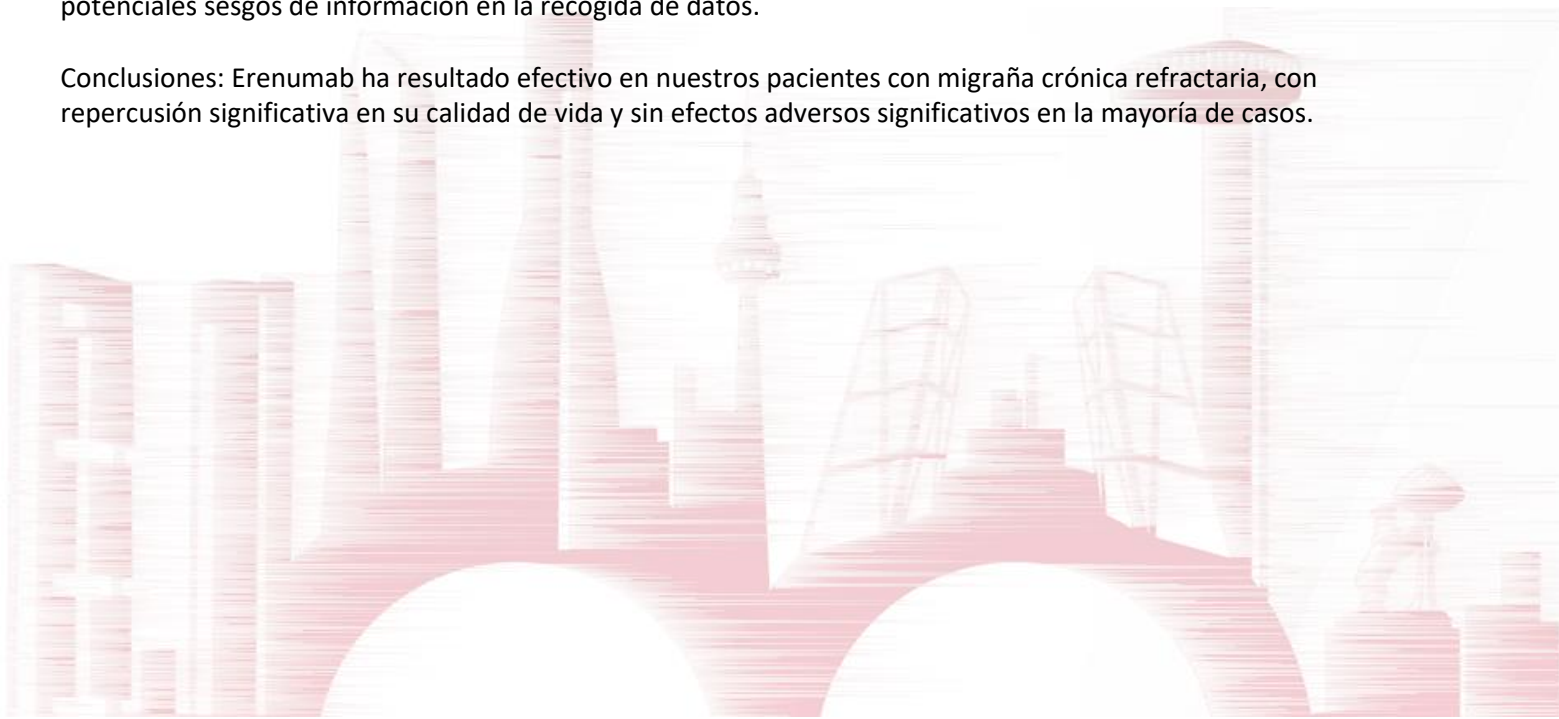 potenciales sesgos de información en la recogida de datos.
Conclusiones: Erenumab ha resultado efectivo en nuestros pacientes con migraña crónica refractaria, con
repercusión significativa en su calidad de vida y sin efectos adversos significativos en la mayoría de casos.